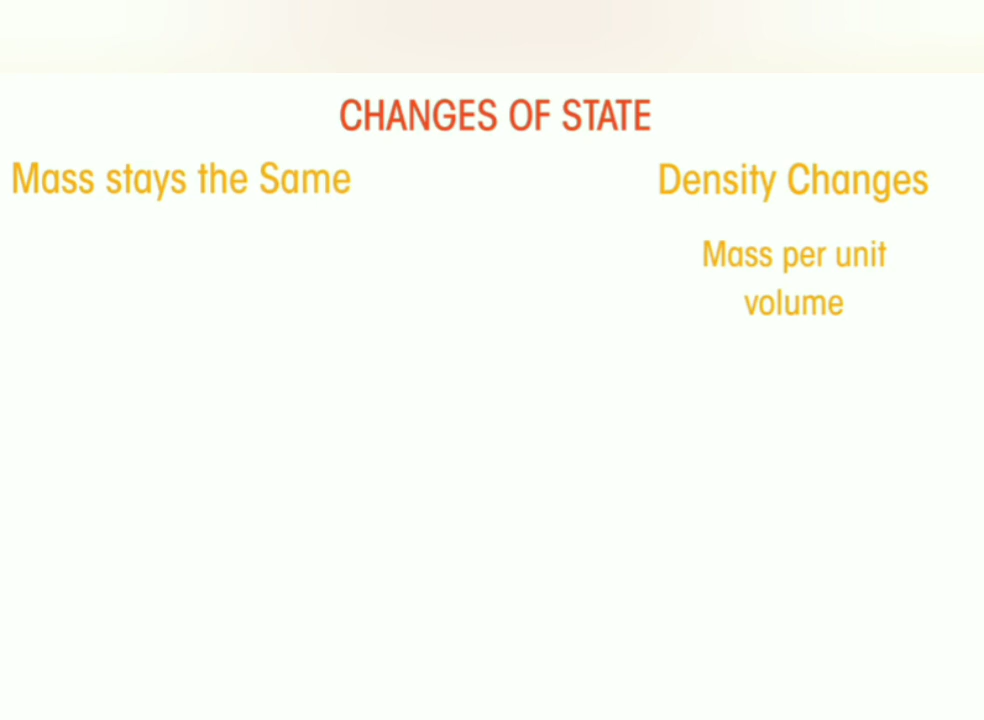 CHANGES OF STATE
Mass stays the Same
Density Changes
Mass per unit
volume